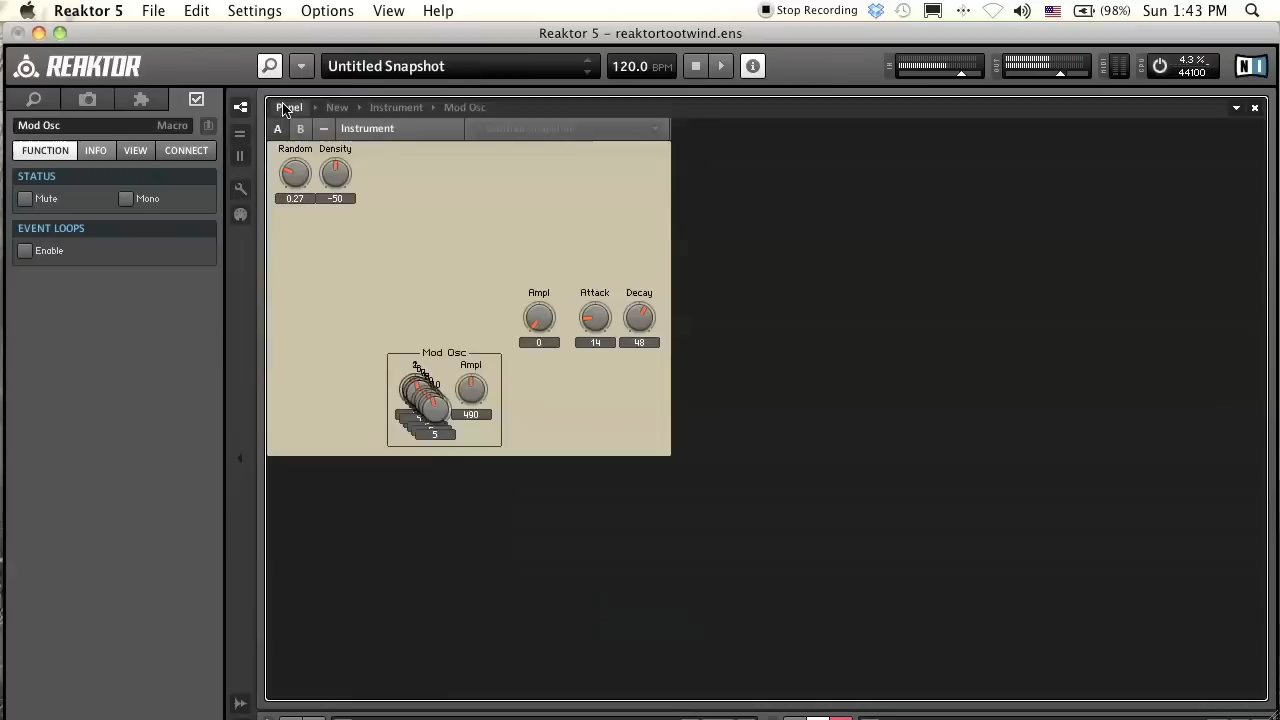 Reaktor 5 File Edit Settings Options View Help Stop Recording (98%) Sun 1:43 PM
Reaktor 5 – reaktortootwind.ens
REAKTOR Untitled Snapshot 120.0 BPM 4.3 % 44100 NI
Panel New Instrument Mod Osc
Mod Osc Macro A B Instrument
FUNCTION INFO VIEW CONNECT
Random Density
STATUS
Mute Mono
0.27 -50
EVENT LOOPS
Enable
Ampl Attack Decay
0 14 48
Mod Osc
Ampl
490
5